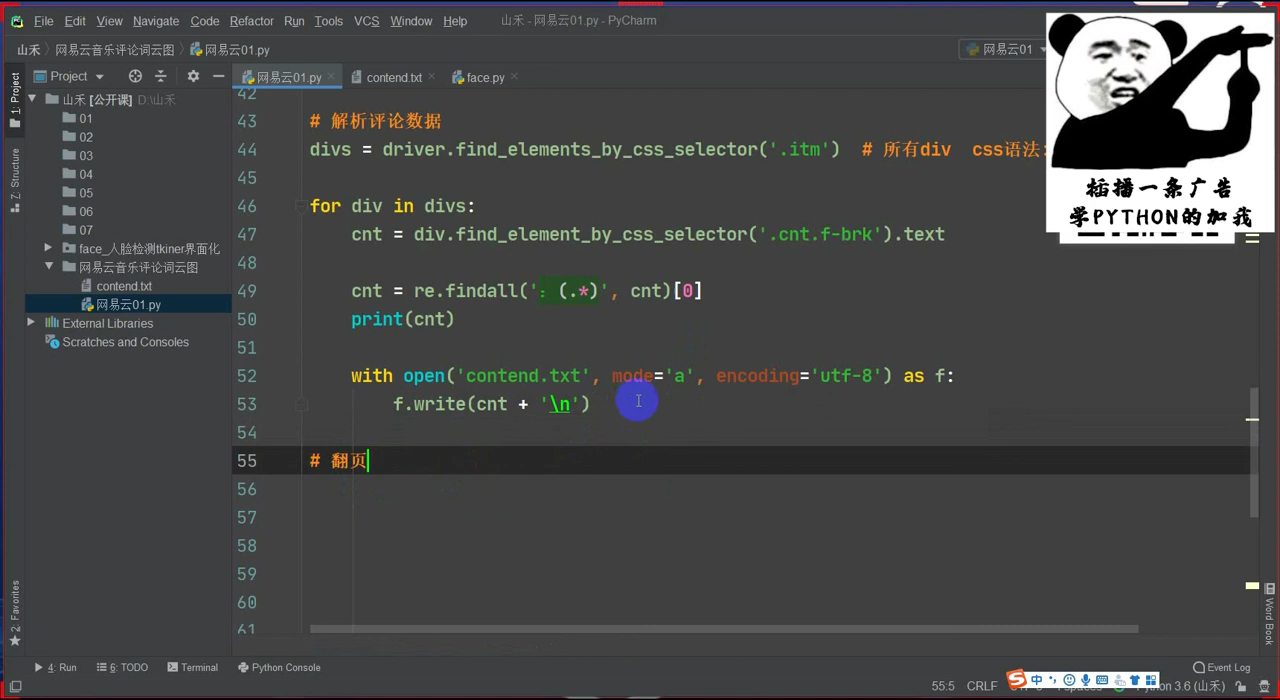 File Edit View Navigate Code Refactor Run Tools VCS Window Help 山禾 - 网易云01.py - PyCharm
山禾 网易云音乐评论词云图 网易云01.py 网易云01
Project
网易云01.py contend.txt face.py
1: Project
Z: Structure
2: Favorites
山禾 [公开课] D:\山禾
01
02
03
04
05
06
07
face_人脸检测tkiner界面化
网易云音乐评论词云图
contend.txt
网易云01.py
External Libraries
Scratches and Consoles
42
43 # 解析评论数据
44 divs = driver.find_elements_by_css_selector('.itm') # 所有div css语法:
45
46 for div in divs:
47 cnt = div.find_element_by_css_selector('.cnt.f-brk').text
48
49 cnt = re.findall('：(.*)', cnt)[0]
50 print(cnt)
51
52 with open('contend.txt', mode='a', encoding='utf-8') as f:
53 f.write(cnt + '\n')
54
55 # 翻页
56
57
58
59
60
61
插播一条广告
学PYTHON的加我
Word Book
4: Run 6: TODO Terminal Python Console Event Log
55:5 CRLF Python 3.6 (山禾)
中